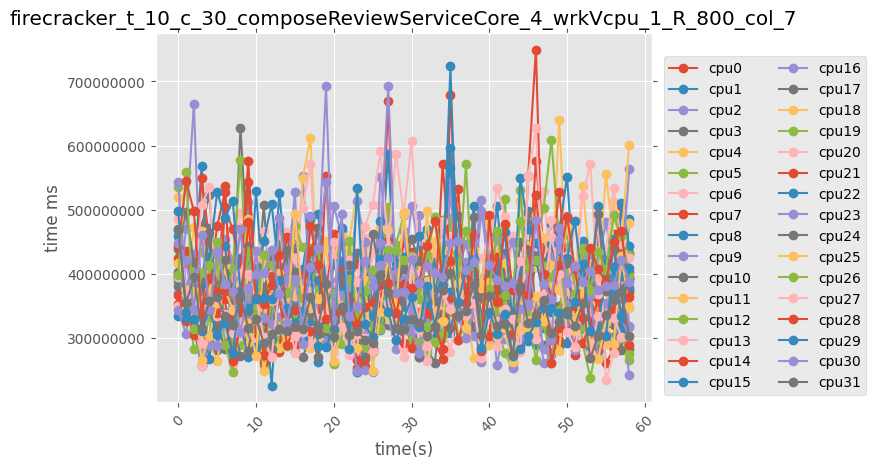 firecracker_t_10_c_30_composeReviewServiceCore_4_wrkVcpu_1_R_800_col_7
700000000
600000000
500000000
400000000
300000000
time ms
0
10
20
30
40
50
60
time(s)
cpu0
cpu1
cpu2
cpu3
cpu4
cpu5
cpu6
cpu7
cpu8
cpu9
cpu10
cpu11
cpu12
cpu13
cpu14
cpu15
cpu16
cpu17
cpu18
cpu19
cpu20
cpu21
cpu22
cpu23
cpu24
cpu25
cpu26
cpu27
cpu28
cpu29
cpu30
cpu31